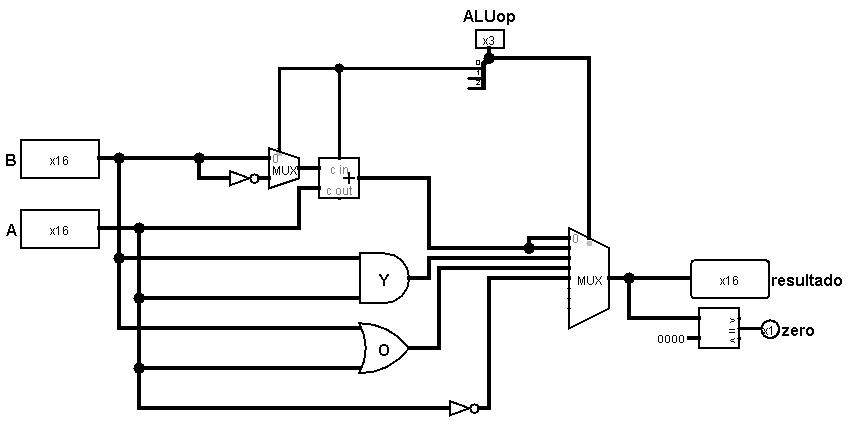 ALUop
x3
0
1
2
B
x16
0
MUX
c in
+
c out
A
x16
0
MUX
Y
x16
resultado
O
>
=
<
0000
x1
zero